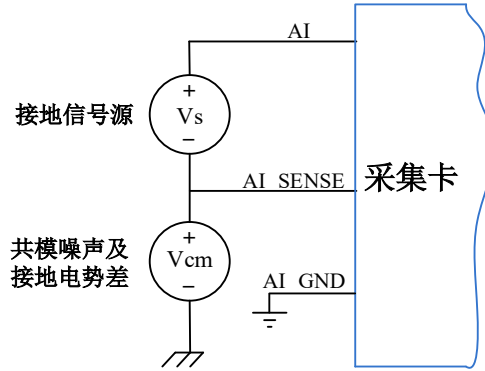 AI
+
接地信号源
Vs
−
AI SENSE
采集卡
共模噪声及
接地电势差
+
Vcm
−
AI GND